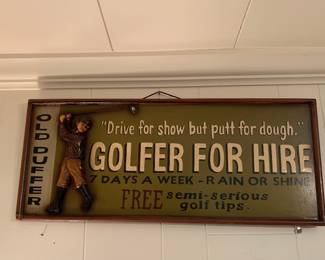 OLD DUFFER
"Drive for show but putt for dough."
GOLFER FOR HIRE
7 DAYS A WEEK - RAIN OR SHINE
FREE semi-serious
golf tips.